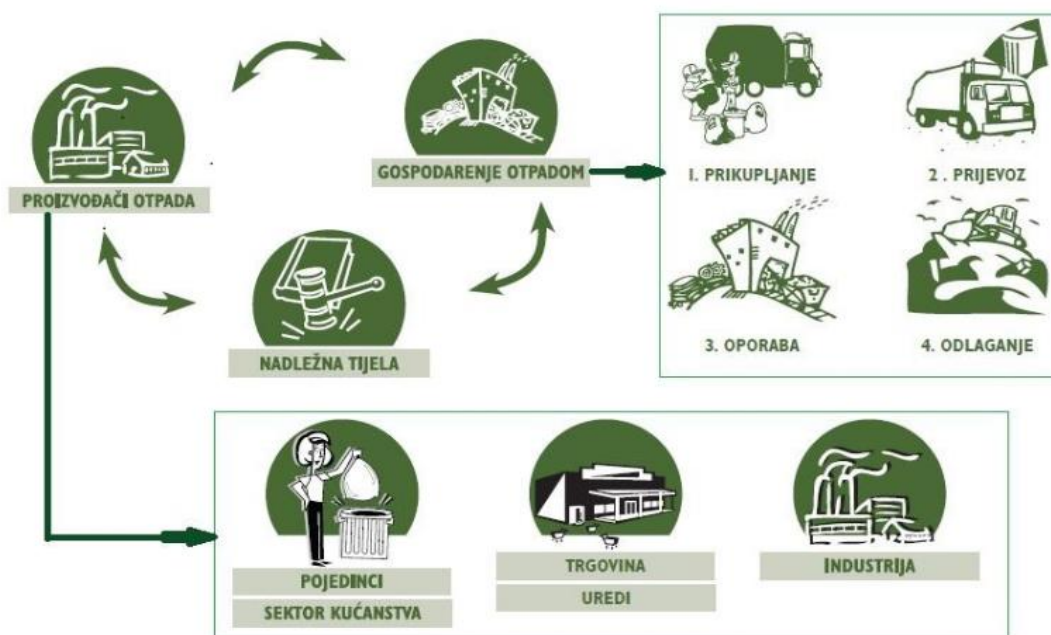 PROIZVOĐAČI OTPADA
GOSPODARENJE OTPADOM
NADLEŽNA TIJELA
1. PRIKUPLJANJE
2 . PRIJEVOZ
3. OPORABA
4. ODLAGANJE
POJEDINCI
SEKTOR KUĆANSTVA
TRGOVINA
UREDI
INDUSTRIJA